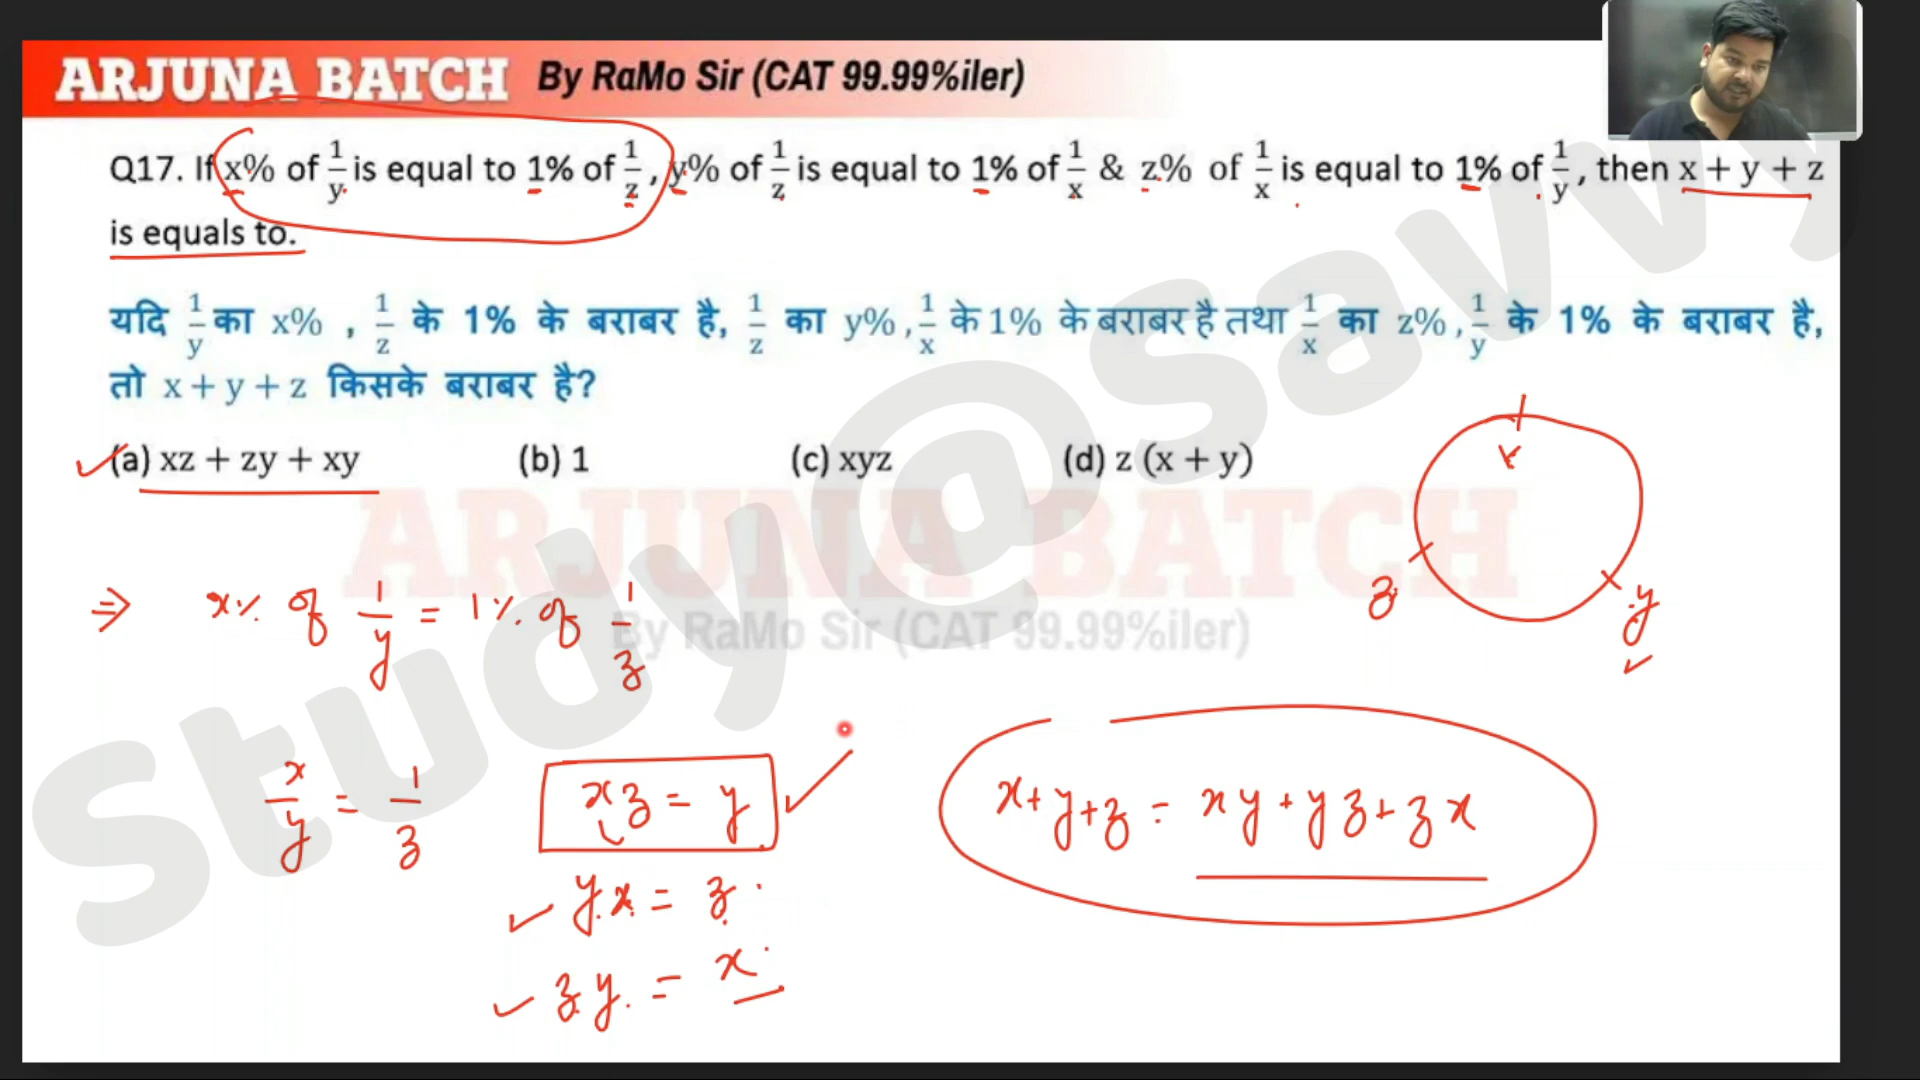 ARJUNA BATCH By RaMo Sir (CAT 99.99%iler)
Q17. If x% of 1/y is equal to 1% of 1/z, y% of 1/z is equal to 1% of 1/x & z% of 1/x is equal to 1% of 1/y, then x + y + z
is equals to.
यदि 1/y का x% , 1/z के 1% के बराबर है, 1/z का y% , 1/x के 1% के बराबर है तथा 1/x का z% , 1/y के 1% के बराबर है,
तो x + y + z किसके बराबर है?
(a) xz + zy + xy (b) 1 (c) xyz (d) z (x + y)
x
z y
ARJUNA BATCH
By RaMo Sir (CAT 99.99%iler)
Study@Savvy
⇒ x% of 1/y = 1% of 1/z
x/y = 1/z xz = y
x+y+z = xy+yz+zx
yx = z
zy = x